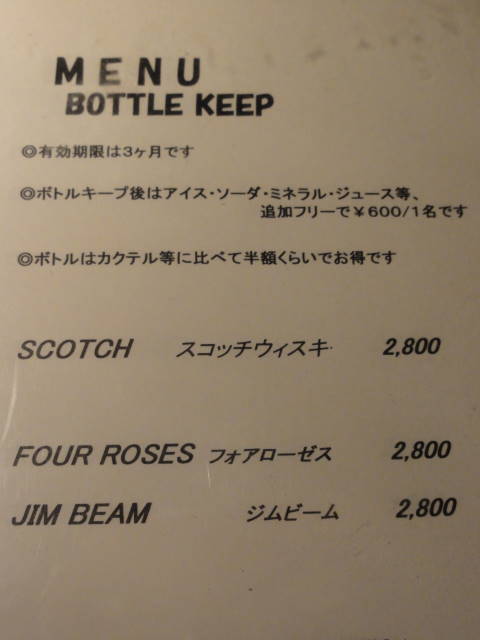 MENU
BOTTLE KEEP
◎有効期限は3ヶ月です
◎ボトルキープ後はアイス・ソーダ・ミネラル・ジュース等、
追加フリーで￥600/1名です
◎ボトルはカクテル等に比べて半額くらいでお得です
SCOTCH スコッチウィスキ 2,800
FOUR ROSES フォアローゼス 2,800
JIM BEAM ジムビーム 2,800